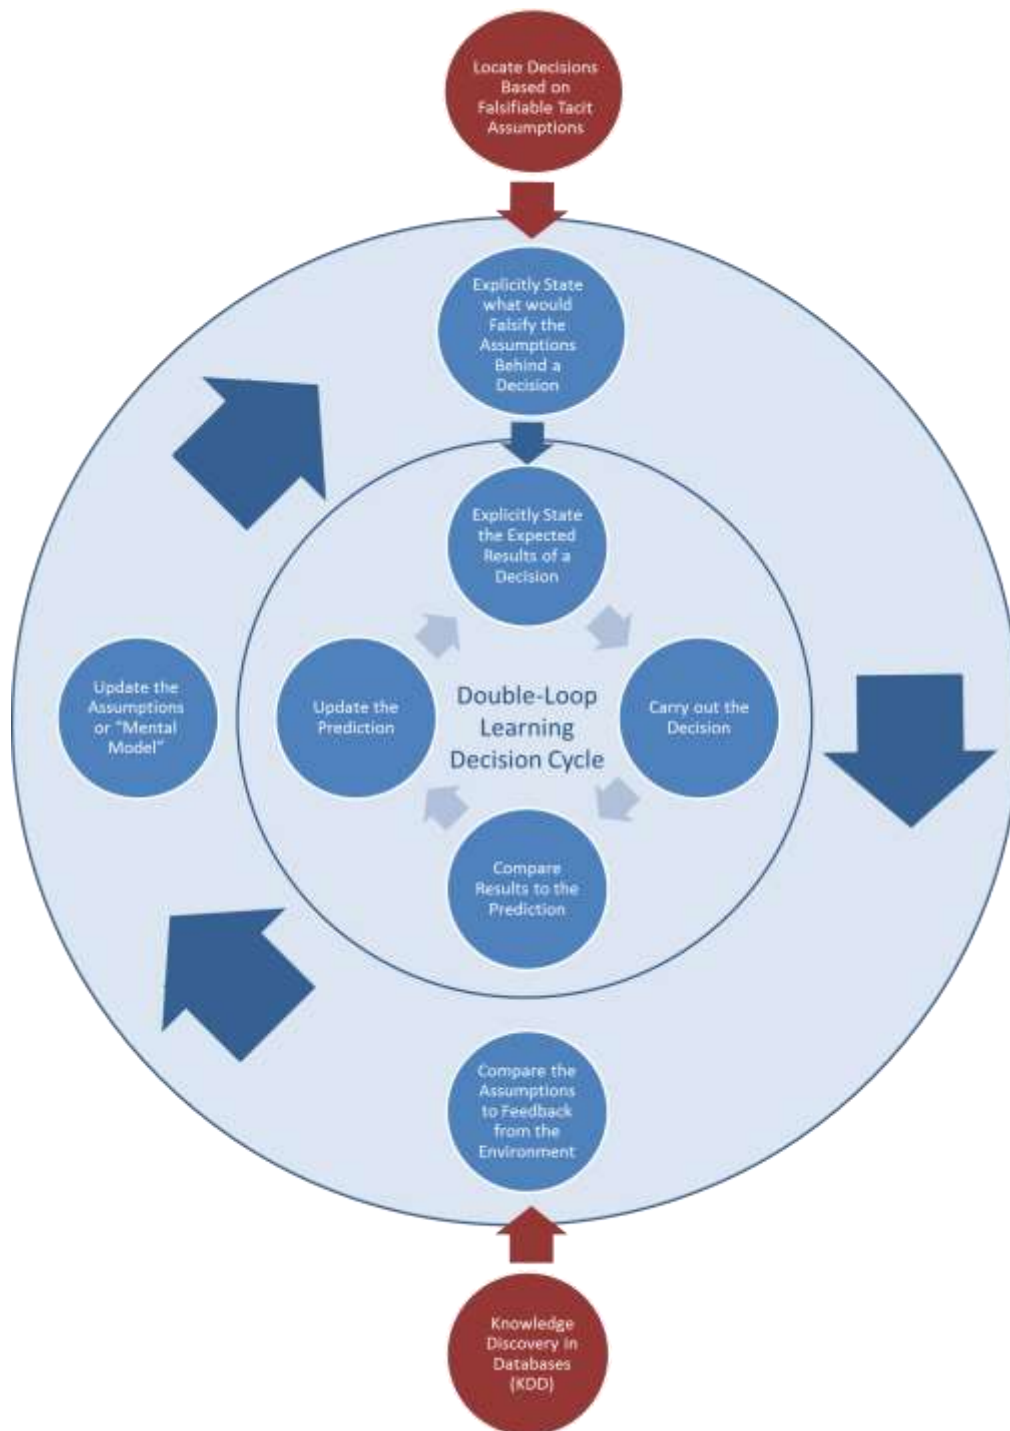 Locate Decisions
Based on
Falsifiable Tacit
Assumptions
Explicitly State
what would
Falsify the
Assumptions
Behind a
Decision
Explicitly State
the Expected
Results of a
Decision
Update the
Assumptions
or "Mental
Model"
Update the
Prediction
Double-Loop
Learning
Decision Cycle
Carry out the
Decision
Compare
Results to the
Prediction
Compare the
Assumptions
to Feedback
from the
Environment
Knowledge
Discovery in
Databases
(KDD)